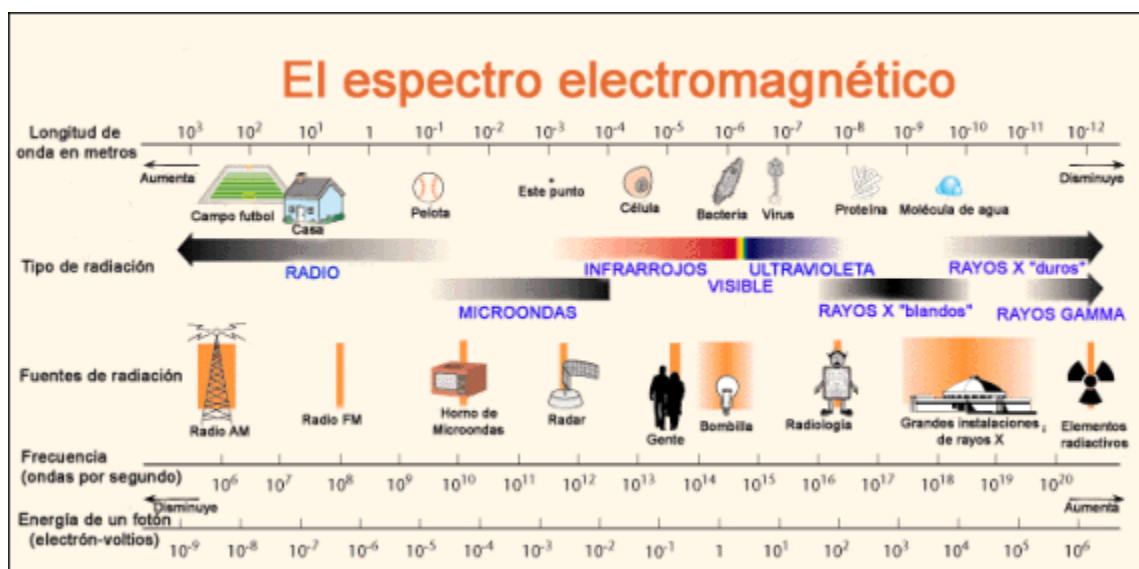 El espectro electromagnético
Longitud de
onda en metros
10³ 10² 10¹ 1 10⁻¹ 10⁻² 10⁻³ 10⁻⁴ 10⁻⁵ 10⁻⁶ 10⁻⁷ 10⁻⁸ 10⁻⁹ 10⁻¹⁰ 10⁻¹¹ 10⁻¹²
Aumenta
Disminuye
Campo futbol
Casa
Pelota
Este punto
Célula
Bacteria
Virus
Proteína
Molécula de agua
Tipo de radiación
RADIO
INFRARROJOS
VISIBLE
ULTRAVIOLETA
RAYOS X "duros"
MICROONDAS
RAYOS X "blandos"
RAYOS GAMMA
Fuentes de radiación
Radio AM
Radio FM
Horno de
Microondas
Radar
Gente
Bombilla
Radiología
Grandes instalaciones
de rayos X
Elementos
radiactivos
Frecuencia
(ondas por segundo)
10⁶ 10⁷ 10⁸ 10⁹ 10¹⁰ 10¹¹ 10¹² 10¹³ 10¹⁴ 10¹⁵ 10¹⁶ 10¹⁷ 10¹⁸ 10¹⁹ 10²⁰
Disminuye
Aumentá
Energía de un fotón
(electrón-voltios)
10⁻⁹ 10⁻⁸ 10⁻⁷ 10⁻⁶ 10⁻⁵ 10⁻⁴ 10⁻³ 10⁻² 10⁻¹ 1 10¹ 10² 10³ 10⁴ 10⁵ 10⁶